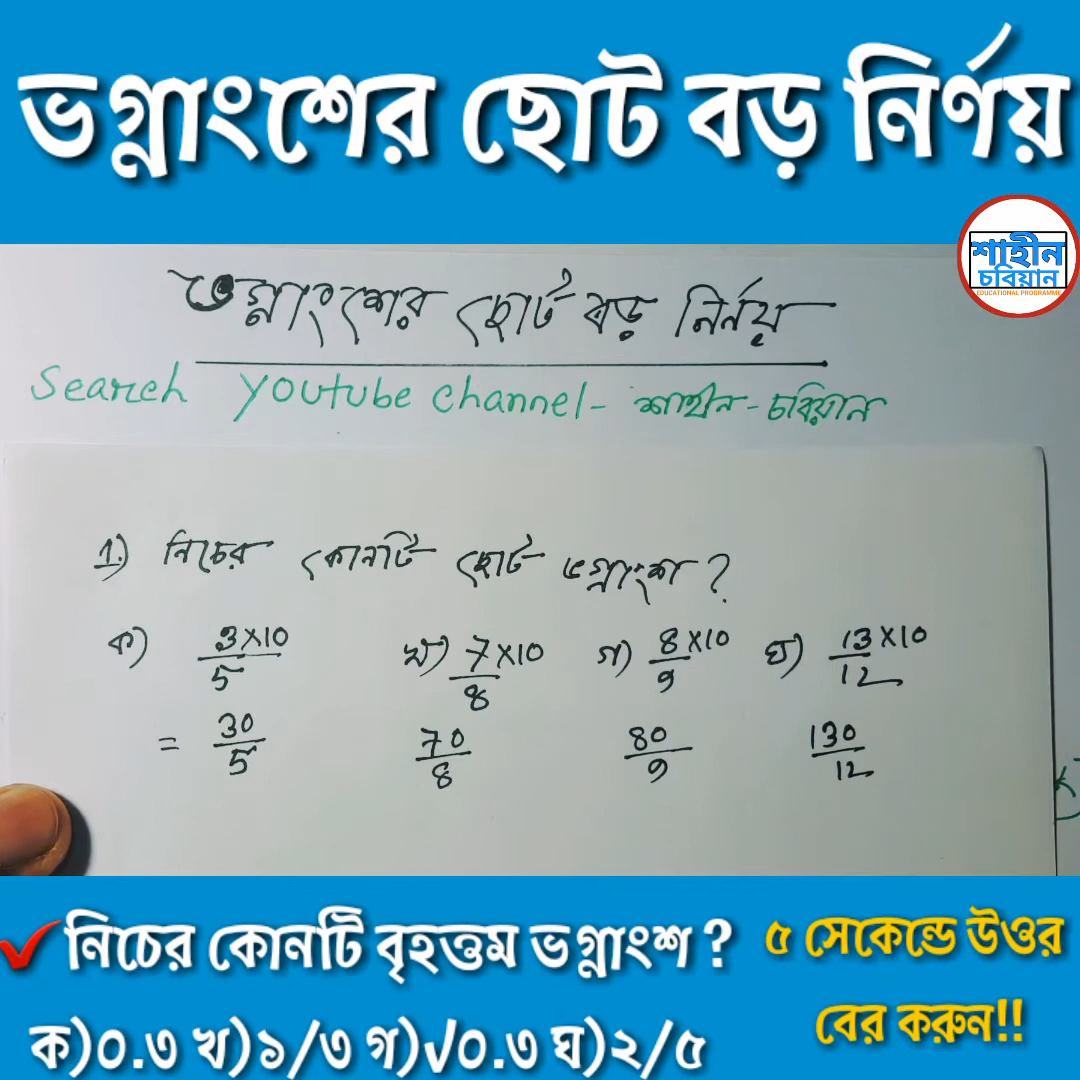 ভগ্নাংশের ছোট বড় নির্ণয়
শাহীন
চবিয়ান
EDUCATIONAL PROGRAMME
ভগ্নাংশের ছোট বড় নির্নয়
Search Youtube channel - শাহীন - চবিয়ান
1) নিচের কোনটি ছোট ভগ্নাংশ ?
ক) 3×10/5 খ) 7×10/8 গ) 8×10/9 ঘ) 13×10/12
= 30/5 70/8 80/9 130/12
নিচের কোনটি বৃহত্তম ভগ্নাংশ ? ৫ সেকেন্ডে উওর
ক)০.৩ খ)১/৩ গ)√০.৩ ঘ)২/৫ বের করুন!!